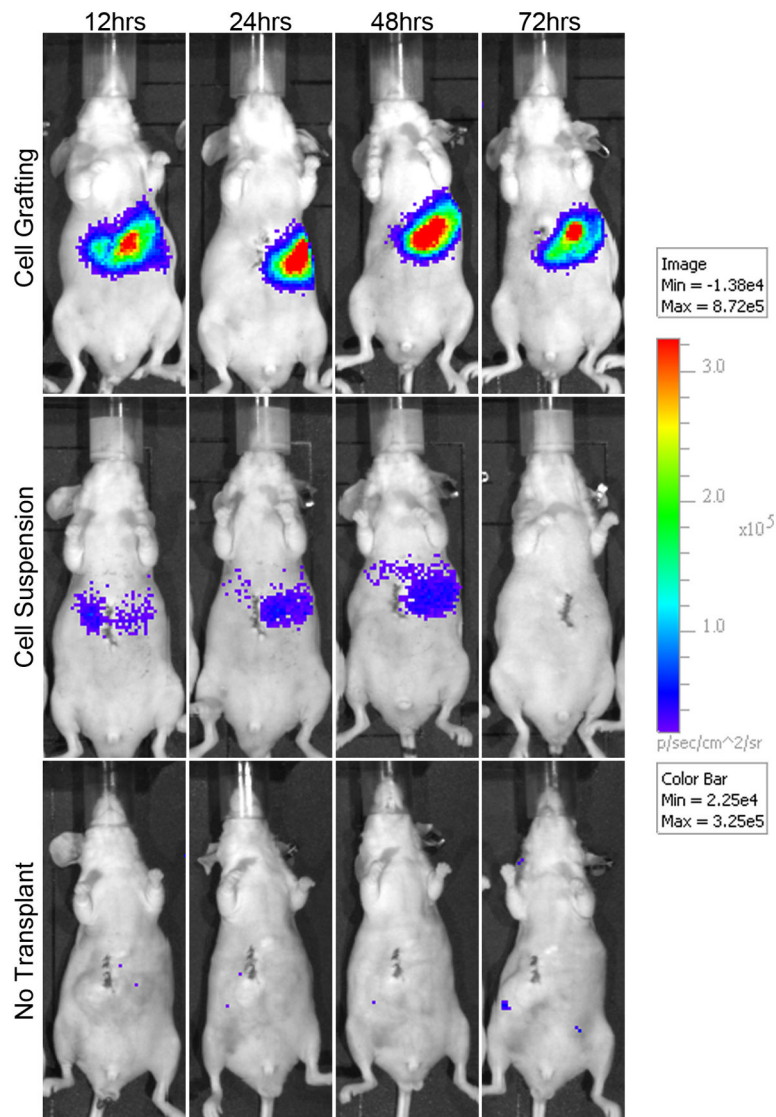 12hrs 24hrs 48hrs 72hrs
Cell Grafting
Cell Suspension
No Transplant
Image
Min = -1.38e4
Max = 8.72e5
3.0
2.0
x10^5
1.0
p/sec/cm^2/sr
Color Bar
Min = 2.25e4
Max = 3.25e5